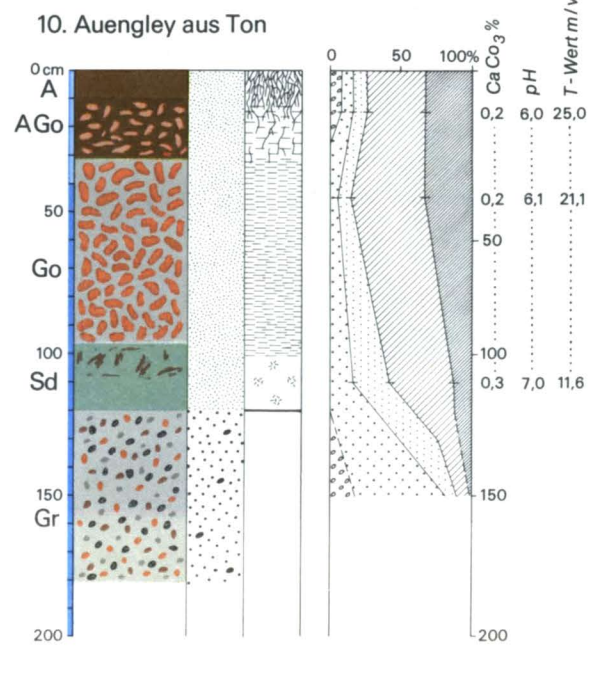 10. Auengley aus Ton
0 cm
A
A Go
50
Go
100
Sd
150
Gr
200
0 50 100%
50
100
150
200
CaCO₃ %
pH
T-Wert m/v
0,2 6,0 25,0
0,2 6,1 21,1
0,3 7,0 11,6